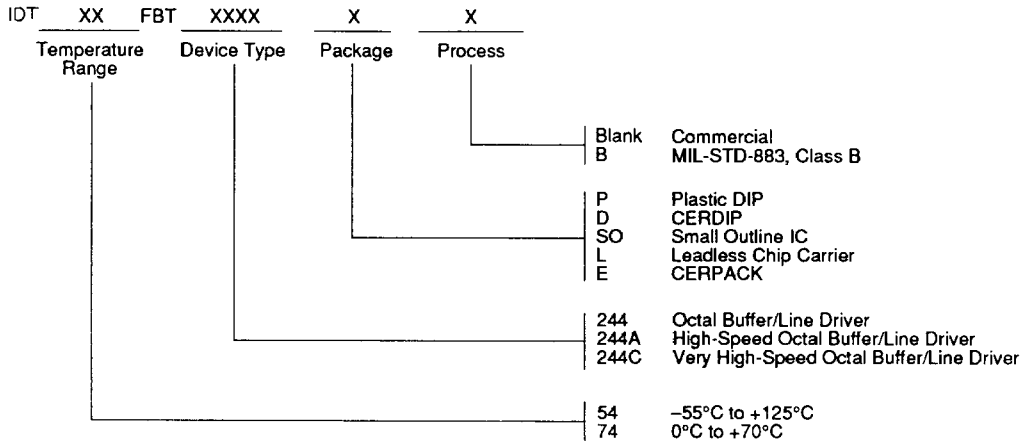 IDT XX FBT XXXX X X
Temperature Range Device Type Package Process
Blank Commercial
B MIL-STD-883, Class B
P Plastic DIP
D CERDIP
SO Small Outline IC
L Leadless Chip Carrier
E CERPACK
244 Octal Buffer/Line Driver
244A High-Speed Octal Buffer/Line Driver
244C Very High-Speed Octal Buffer/Line Driver
54 –55°C to +125°C
74 0°C to +70°C